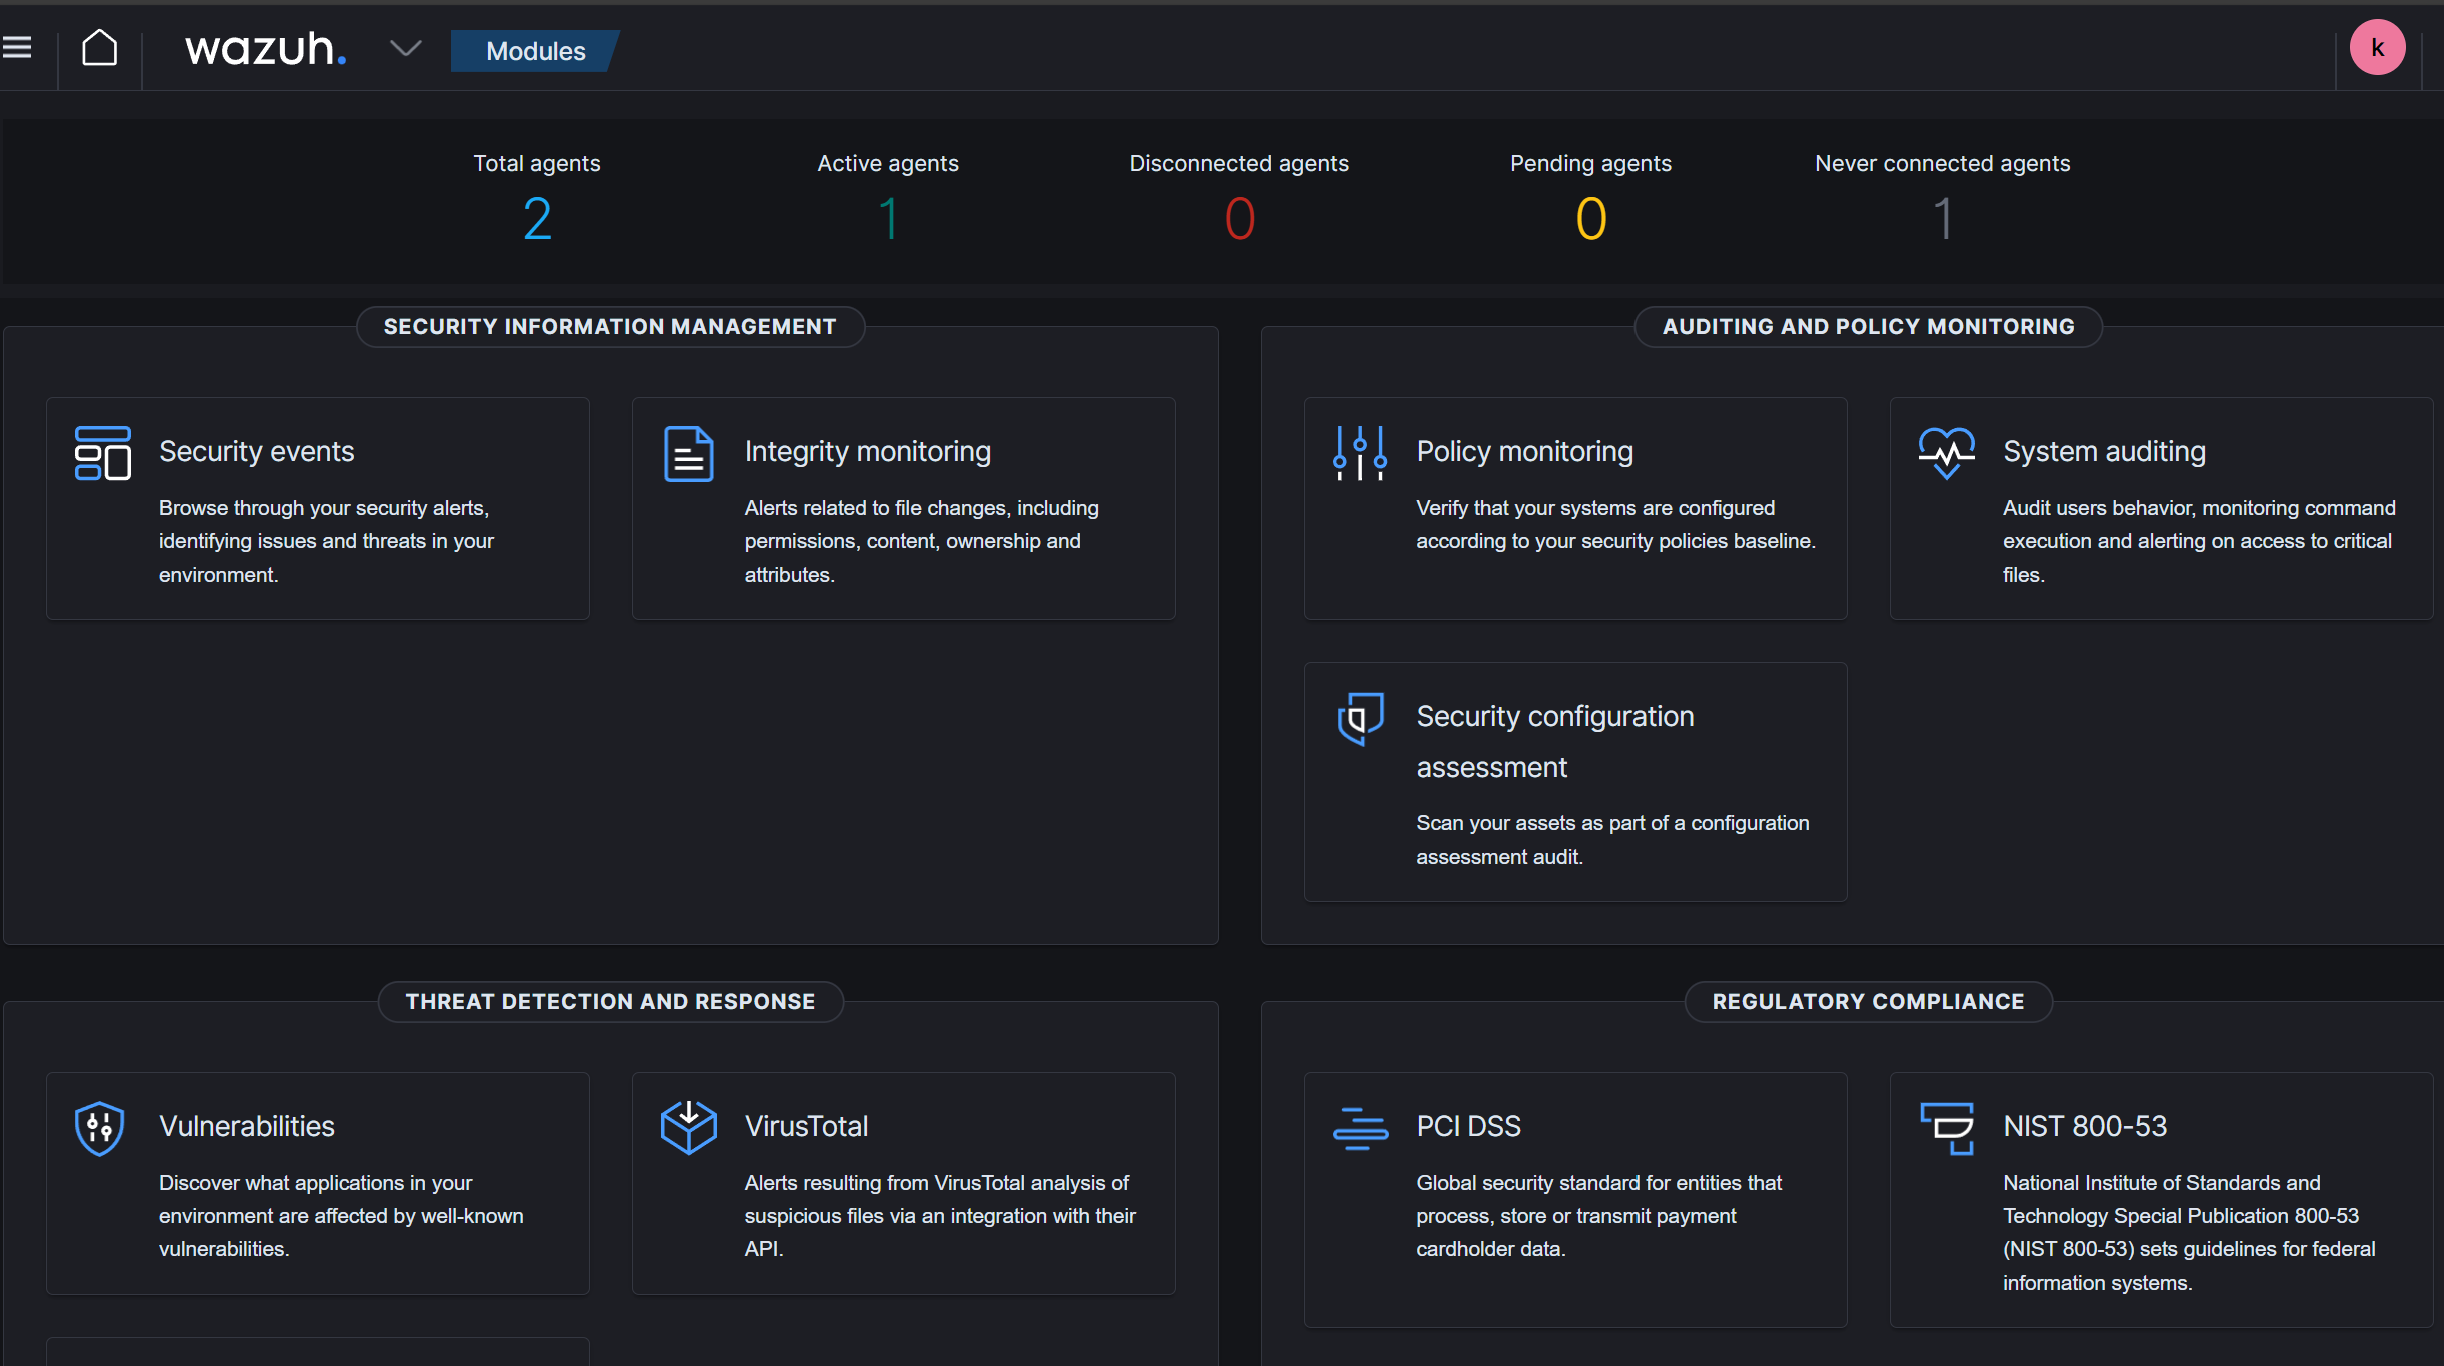 wazuh.
Modules
k
Total agents
2
Active agents
1
Disconnected agents
0
Pending agents
0
Never connected agents
1
SECURITY INFORMATION MANAGEMENT
Security events
Browse through your security alerts,
identifying issues and threats in your
environment.
Integrity monitoring
Alerts related to file changes, including
permissions, content, ownership and
attributes.
AUDITING AND POLICY MONITORING
Policy monitoring
Verify that your systems are configured
according to your security policies baseline.
System auditing
Audit users behavior, monitoring command
execution and alerting on access to critical
files.
Security configuration
assessment
Scan your assets as part of a configuration
assessment audit.
THREAT DETECTION AND RESPONSE
Vulnerabilities
Discover what applications in your
environment are affected by well-known
vulnerabilities.
VirusTotal
Alerts resulting from VirusTotal analysis of
suspicious files via an integration with their
API.
REGULATORY COMPLIANCE
PCI DSS
Global security standard for entities that
process, store or transmit payment
cardholder data.
NIST 800-53
National Institute of Standards and
Technology Special Publication 800-53
(NIST 800-53) sets guidelines for federal
information systems.